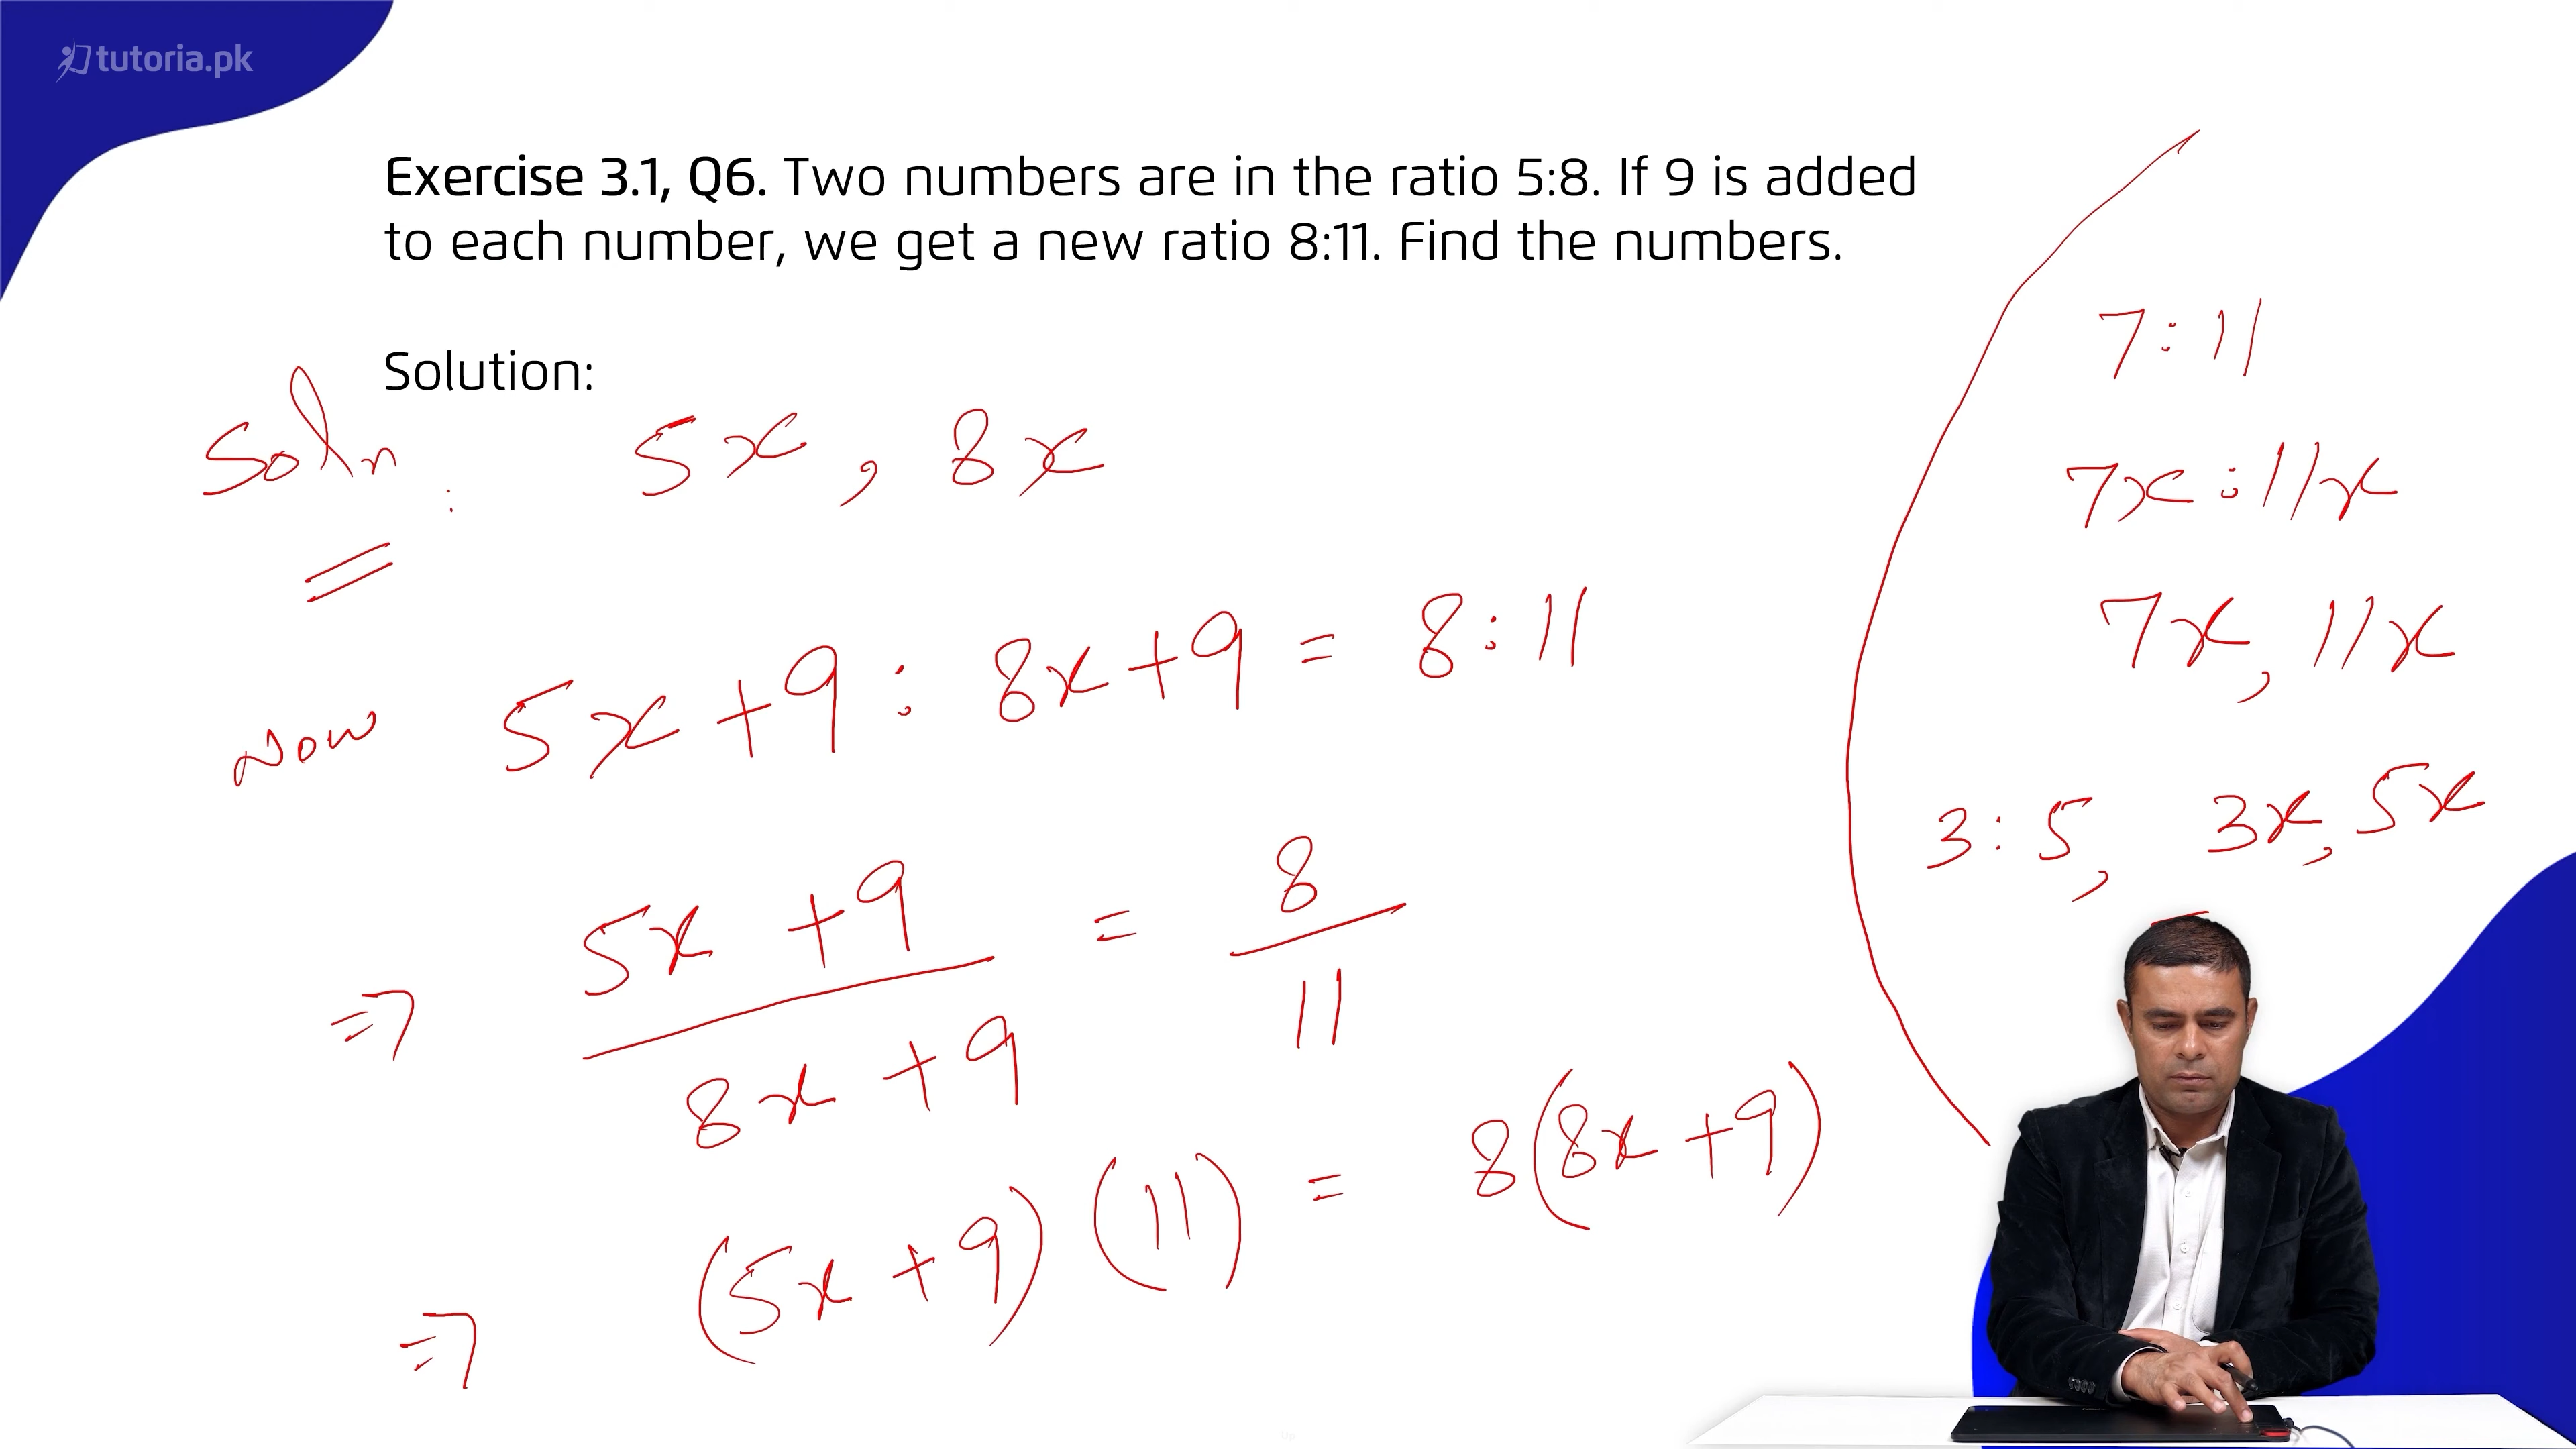 tutoria.pk
Exercise 3.1, Q6. Two numbers are in the ratio 5:8. If 9 is added
to each number, we get a new ratio 8:11. Find the numbers.
Solution:
Soln : 5x , 8x
=
Now 5x + 9 : 8x + 9 = 8 : 11
⇒ 5x + 9 / 8x + 9 = 8 / 11
⇒ (5x + 9) (11) = 8(8x + 9)
7 : 11
7x : 11x
7x, 11x
3 : 5, 3x, 5x